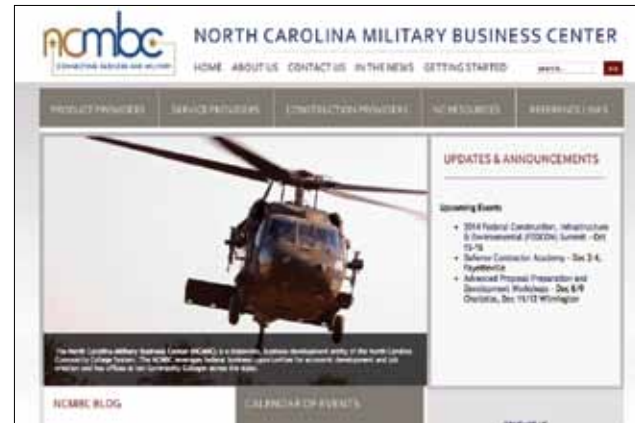 ncmbc
CONNECTING BUSINESS AND MILITARY
NORTH CAROLINA MILITARY BUSINESS CENTER
HOME ABOUT US CONTACT US IN THE NEWS GETTING STARTED
PRODUCT PROVIDERS SERVICE PROVIDERS CONSTRUCTION PROVIDERS NC RESOURCES REFERENCE LINKS
UPDATES & ANNOUNCEMENTS
Upcoming Events
2014 Federal Construction, Infrastructure
& Environmental (FEDCON) Summit - Oct
15-16
Defense Contractor Academy - Dec 2-4,
Fayetteville
Advanced Proposal Preparation and
Development Workshops - Dec 8/9
Charlotte, Dec 11/12 Wilmington
The North Carolina Military Business Center (NCMBC) is a statewide, business development entity of the North Carolina
Community College System. The NCMBC leverages federal business opportunities for economic development and job
creation and has offices at ten Community Colleges across the state.
NCMBC BLOG
CALENDAR OF EVENTS